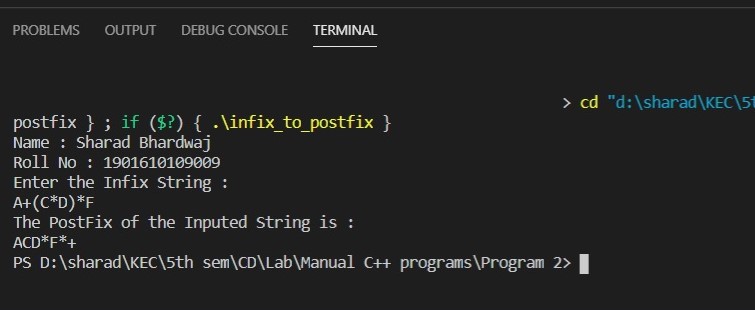 PROBLEMS OUTPUT DEBUG CONSOLE TERMINAL
> cd "d:\sharad\KEC\5t
postfix } ; if ($?) { .\infix_to_postfix }
Name : Sharad Bhardwaj
Roll No : 1901610109009
Enter the Infix String :
A+(C*D)*F
The PostFix of the Inputed String is :
ACD*F*+
PS D:\sharad\KEC\5th sem\CD\Lab\Manual C++ programs\Program 2>